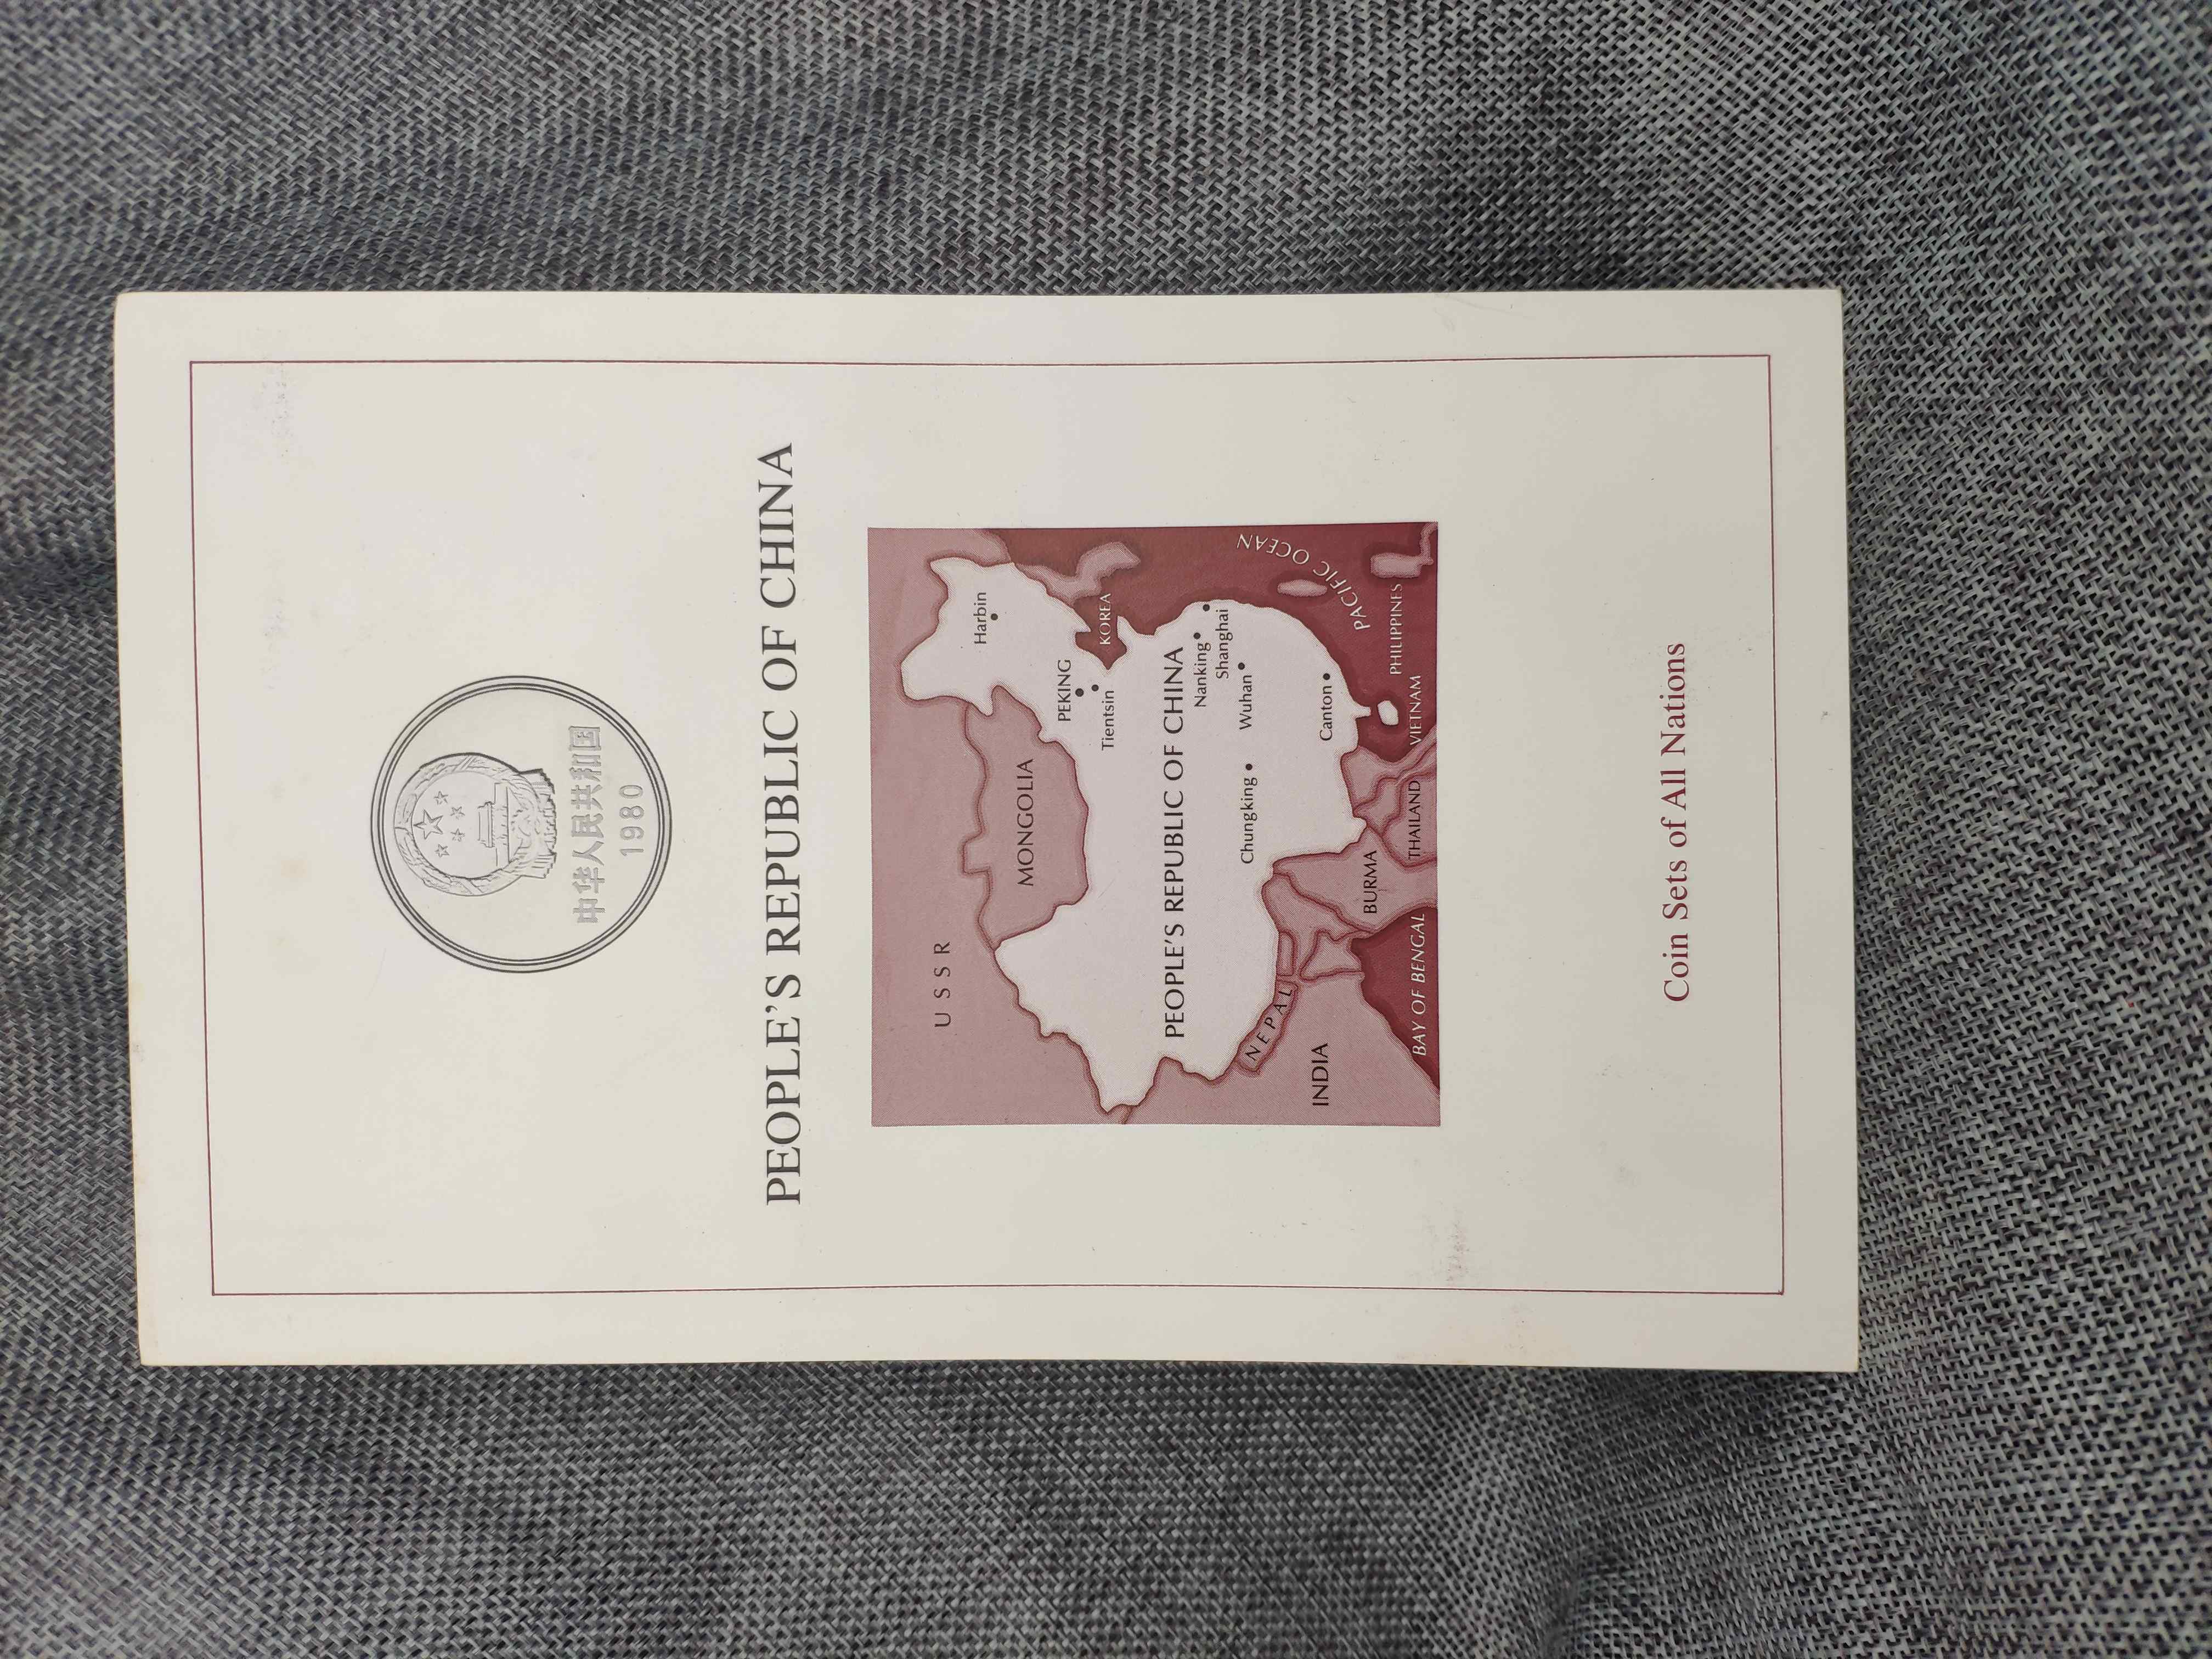 中华人民共和国
1980
PEOPLE'S REPUBLIC OF CHINA
U S S R
MONGOLIA
Harbin
PEKING
Tientsin
KOREA
PEOPLE'S REPUBLIC OF CHINA
Nanking
Shanghai
Chungking
Wuhan
PACIFIC OCEAN
NEPAL
INDIA
BURMA
Canton
PHILIPPINES
BAY OF BENGAL
THAILAND
VIETNAM
Coin Sets of All Nations